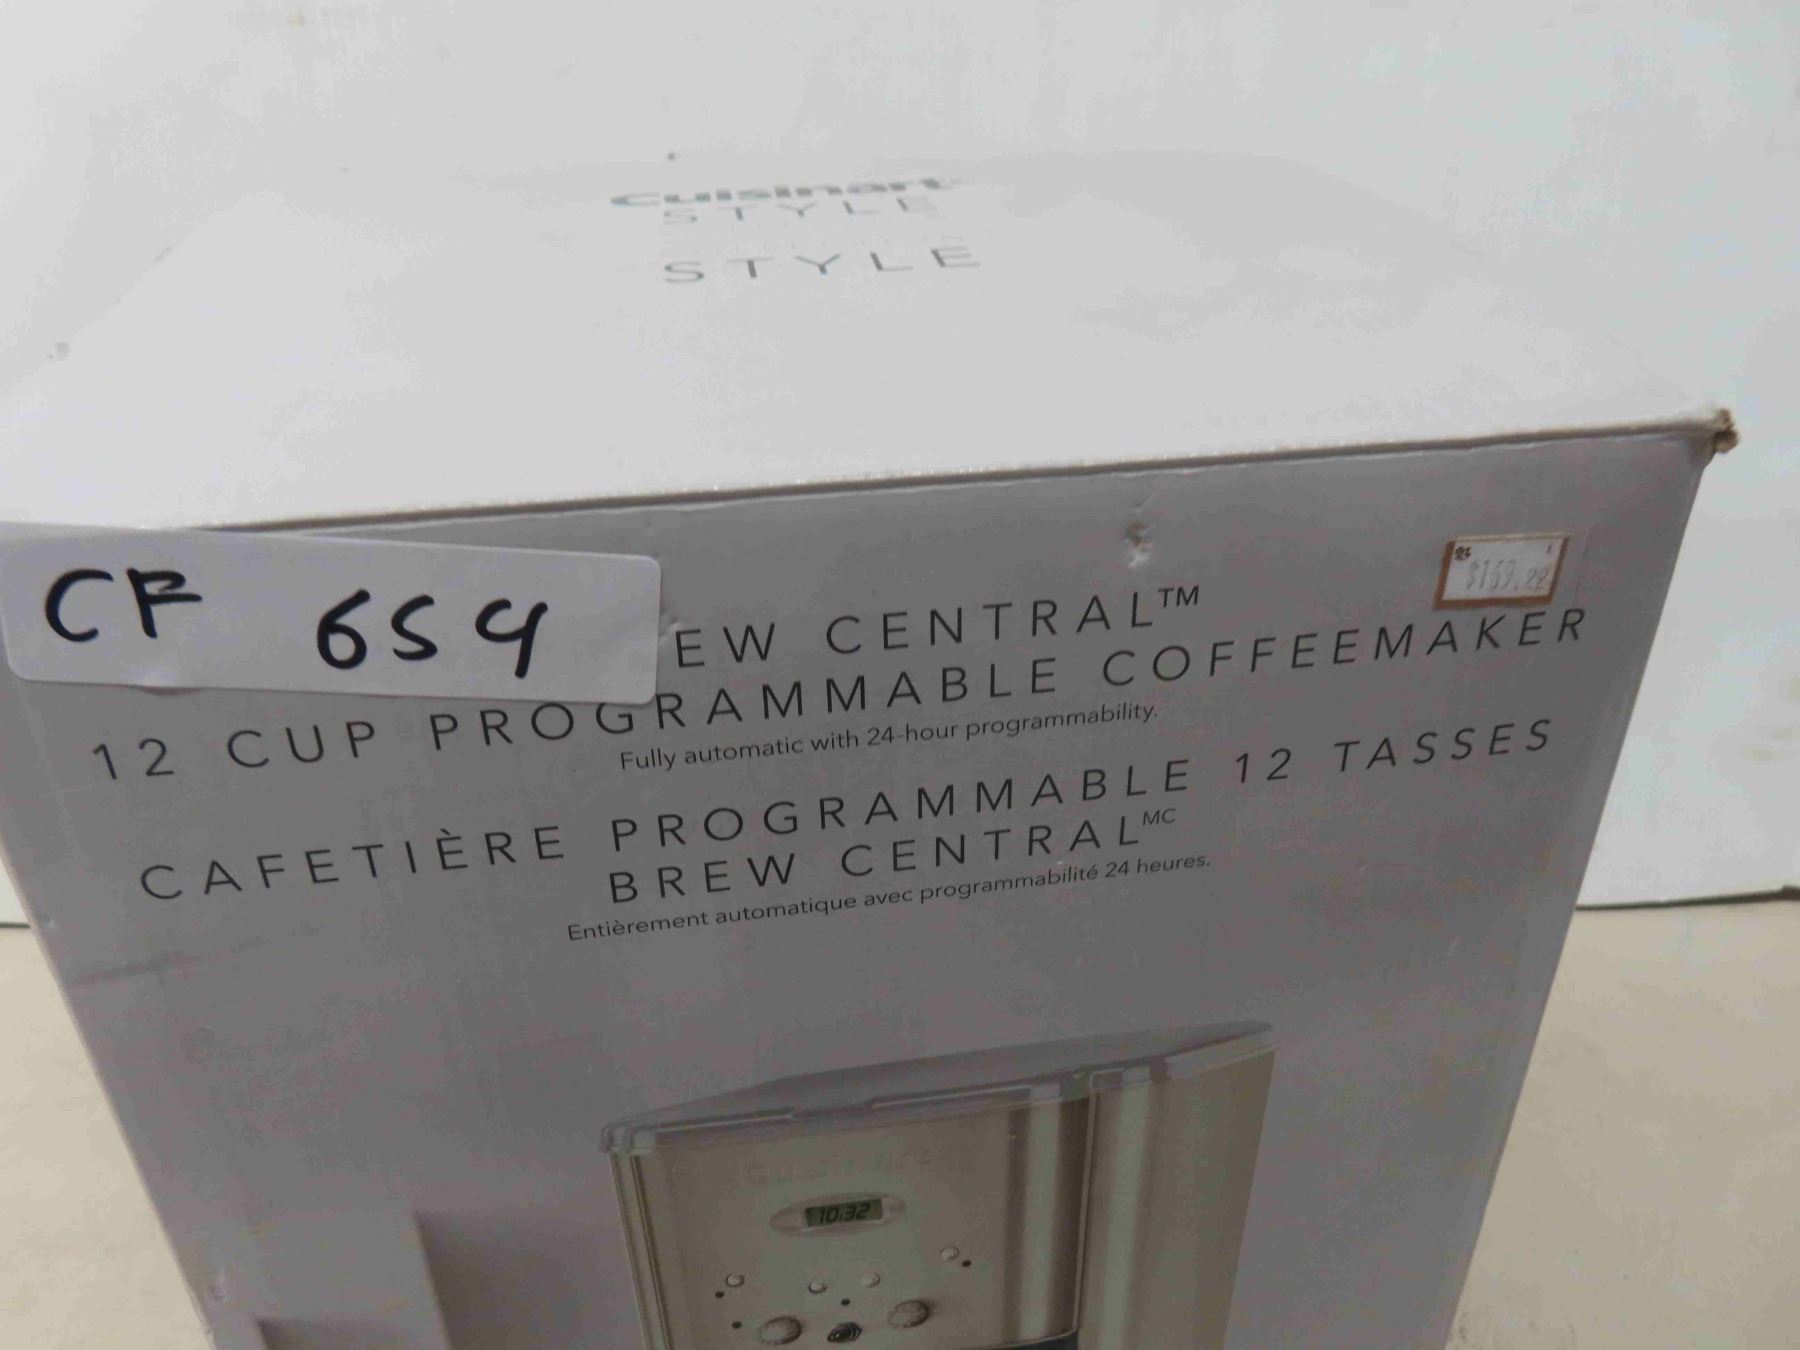 Cuisinart
STYLE
STYLE
CF 654
EW CENTRAL™
12 CUP PROGRAMMABLE COFFEEMAKER
Fully automatic with 24-hour programmability.
CAFETIÈRE PROGRAMMABLE 12 TASSES
BREW CENTRAL MC
Entièrement automatique avec programmabilité 24 heures.
10:32